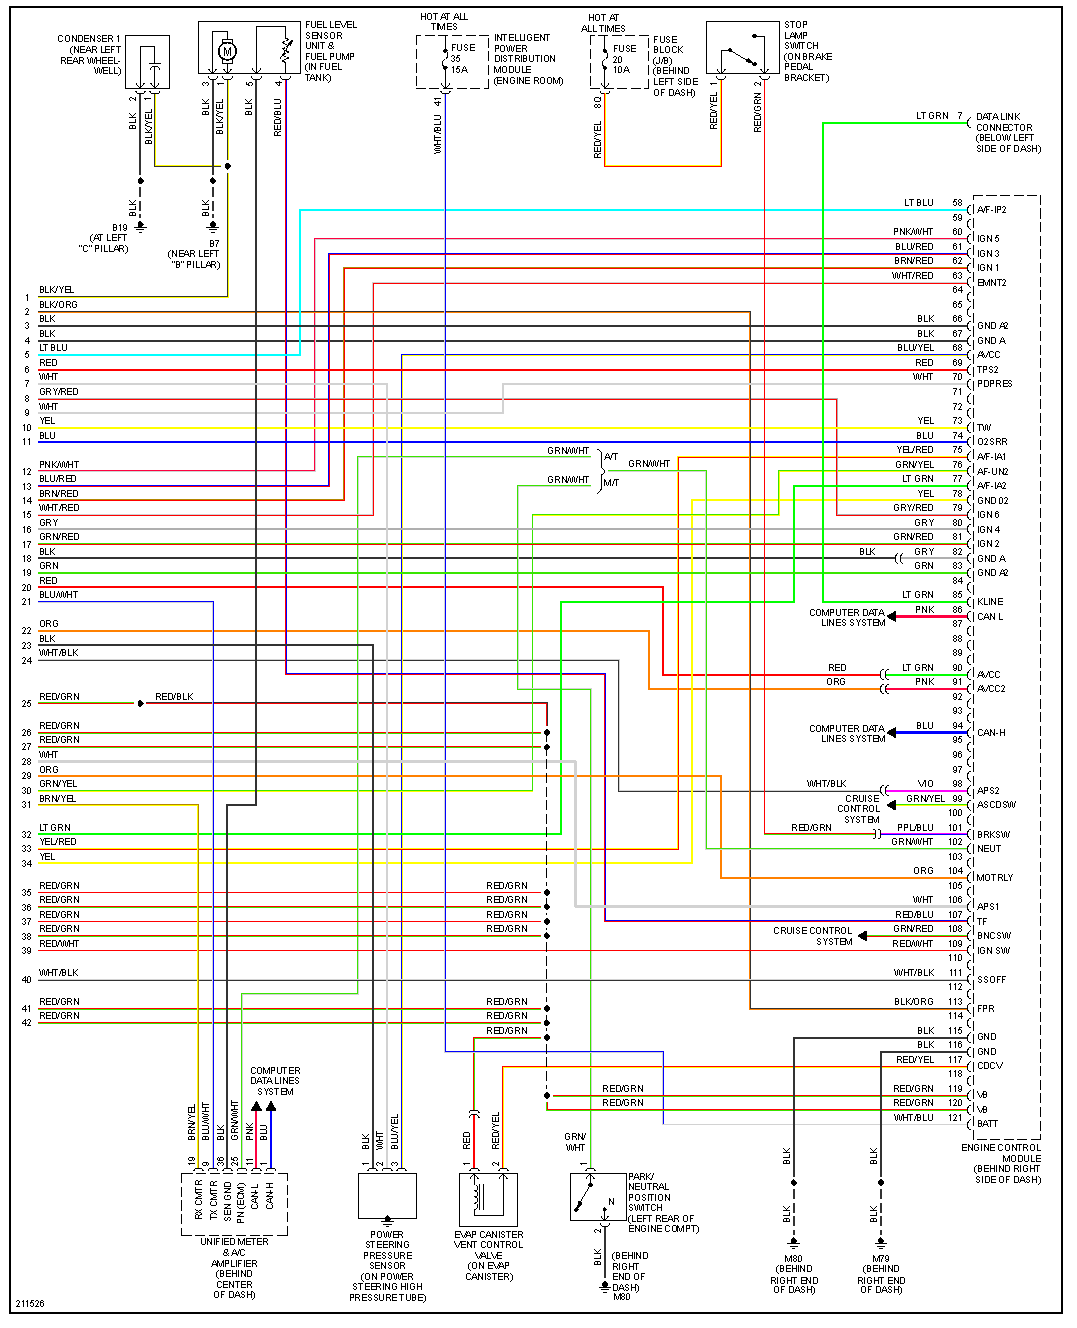 CONDENSER 1
(NEAR LEFT
REAR WHEEL-
WELL)
FUEL LEVEL
SENSOR
UNIT &
FUEL PUMP
(IN FUEL
TANK)
M
HOT AT ALL
TIMES
FUSE
35
15A
INTELLIGENT
POWER
DISTRIBUTION
MODULE
(ENGINE ROOM)
HOT AT
ALL TIMES
FUSE
20
10A
FUSE
BLOCK
(J/B)
(BEHIND
LEFT SIDE
OF DASH)
STOP
LAMP
SWITCH
(ON BRAKE
PEDAL
BRACKET)
2 BLK
1 BLK/YEL
3 BLK
1 BLK/YEL
5 BLK
4 RED/BLU
41 WHT/BLU
8Q RED/YEL
1 RED/YEL
2 RED/GRN
LT GRN 7
DATA LINK
CONNECTOR
(BELOW LEFT
SIDE OF DASH)
BLK
B19
(AT LEFT
"C" PILLAR)
BLK
B7
(NEAR LEFT
"B" PILLAR)
1 BLK/YEL
2 BLK/ORG
3 BLK
4 BLK
5 LT BLU
6 RED
7 WHT
8 GRY/RED
9 WHT
10 YEL
11 BLU
12 PNK/WHT
13 BLU/RED
14 BRN/RED
15 WHT/RED
16 GRY
17 GRN/RED
18 BLK
19 GRN
20 RED
21 BLU/WHT
22 ORG
23 BLK
24 WHT/BLK
25 RED/GRN RED/BLK
26 RED/GRN
27 RED/GRN
28 WHT
29 ORG
30 GRN/YEL
31 BRN/YEL
32 LT GRN
33 YEL/RED
34 YEL
35 RED/GRN RED/GRN
36 RED/GRN RED/GRN
37 RED/GRN RED/GRN
38 RED/GRN RED/GRN
39 RED/WHT
40 WHT/BLK
41 RED/GRN RED/GRN
42 RED/GRN RED/GRN
RED/GRN
GRN/WHT A/T
GRN/WHT
GRN/WHT M/T
LT BLU 58 A/F-IP2
59
PNK/WHT 60 IGN 5
BLU/RED 61 IGN 3
BRN/RED 62 IGN 1
WHT/RED 63 EMNT2
64
65
BLK 66 GND A2
BLK 67 GND A
BLU/YEL 68 AVCC
RED 69 TPS2
WHT 70 PDPRES
71
72
YEL 73 TW
BLU 74 O2SRR
YEL/RED 75 A/F-IA1
GRN/YEL 76 AF-UN2
LT GRN 77 A/F-IA2
YEL 78 GND O2
GRY/RED 79 IGN 6
GRY 80 IGN 4
GRN/RED 81 IGN 2
BLK GRY 82 GND A
GRN 83 GND A2
84
LT GRN 85 KLINE
COMPUTER DATA
LINES SYSTEM
PNK 86 CAN L
87
88
89
RED LT GRN 90 AVCC
ORG PNK 91 AVCC2
92
93
COMPUTER DATA
LINES SYSTEM
BLU 94 CAN-H
95
96
97
WHT/BLK VIO 98 APS2
CRUISE
CONTROL
SYSTEM
GRN/YEL 99 ASCDSW
100
RED/GRN PPL/BLU 101 BRKSW
GRN/WHT 102 NEUT
103
ORG 104 MOTRLY
105
WHT 106 APS1
RED/BLU 107 TF
CRUISE CONTROL
SYSTEM
GRN/RED 108 BNCSW
RED/WHT 109 IGN SW
110
WHT/BLK 111 SSOFF
112
BLK/ORG 113 FPR
114
BLK 115 GND
BLK 116 GND
RED/YEL 117 CDCV
118
RED/GRN RED/GRN 119 VB
RED/GRN RED/GRN 120 VB
WHT/BLU 121 BATT
ENGINE CONTROL
MODULE
(BEHIND RIGHT
SIDE OF DASH)
COMPUTER
DATA LINES
SYSTEM
BRN/YEL 19 RX CMTR
BLU/WHT 9 TX CMTR
BLK 36 SEN GND
GRN/WHT 25 PN (ECM)
PNK 11 CAN-L
BLU 1 CAN-H
UNIFIED METER
& A/C
AMPLIFIER
(BEHIND
CENTER
OF DASH)
BLK 1
WHT 2
BLU/YEL 3
POWER
STEERING
PRESSURE
SENSOR
(ON POWER
STEERING HIGH
PRESSURE TUBE)
RED 1
RED/YEL 2
EVAP CANISTER
VENT CONTROL
VALVE
(ON EVAP
CANISTER)
GRN/
WHT
1
N
PARK/
NEUTRAL
POSITION
SWITCH
(LEFT REAR OF
ENGINE COMPT)
2 BLK
(BEHIND
RIGHT
END OF
DASH)
M80
BLK
BLK
M80
(BEHIND
RIGHT END
OF DASH)
BLK
BLK
M79
(BEHIND
RIGHT END
OF DASH)
211526